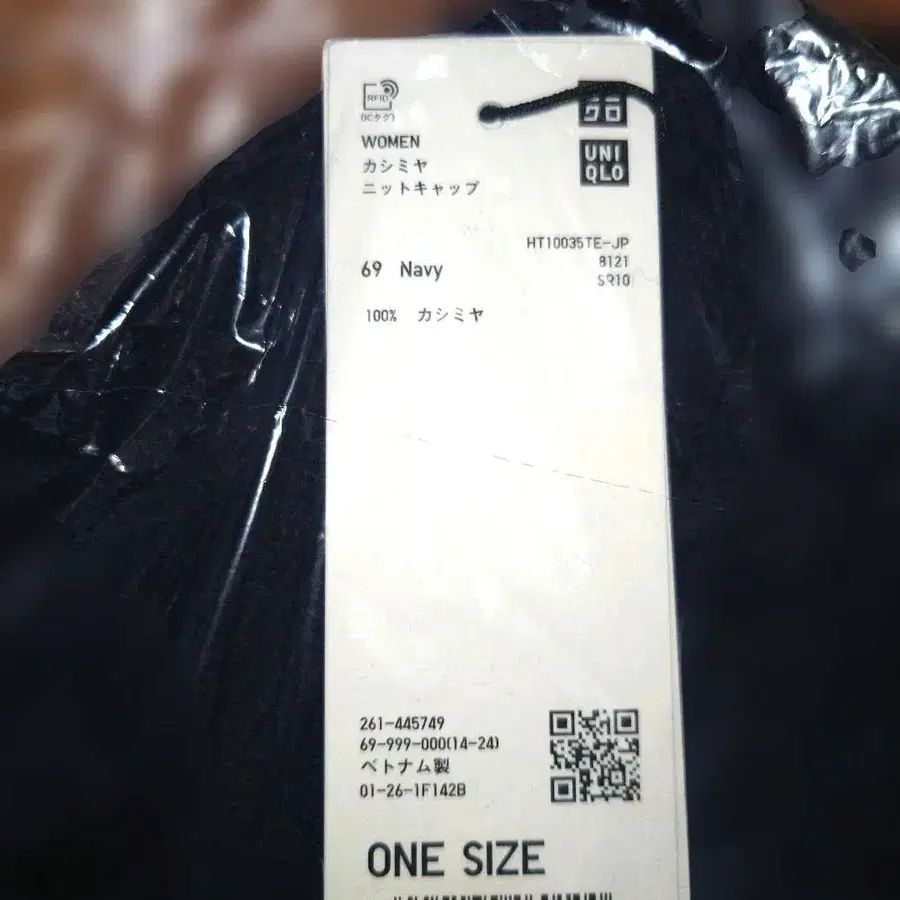 RFID
(ICタグ)
WOMEN
カシミヤ
ニットキャップ
UNI
QLO
HT10035TE-JP
8121
SR10
69 Navy
100% カシミヤ
261-445749
69-999-000(14-24)
ベトナム製
01-26-1F142B
ONE SIZE